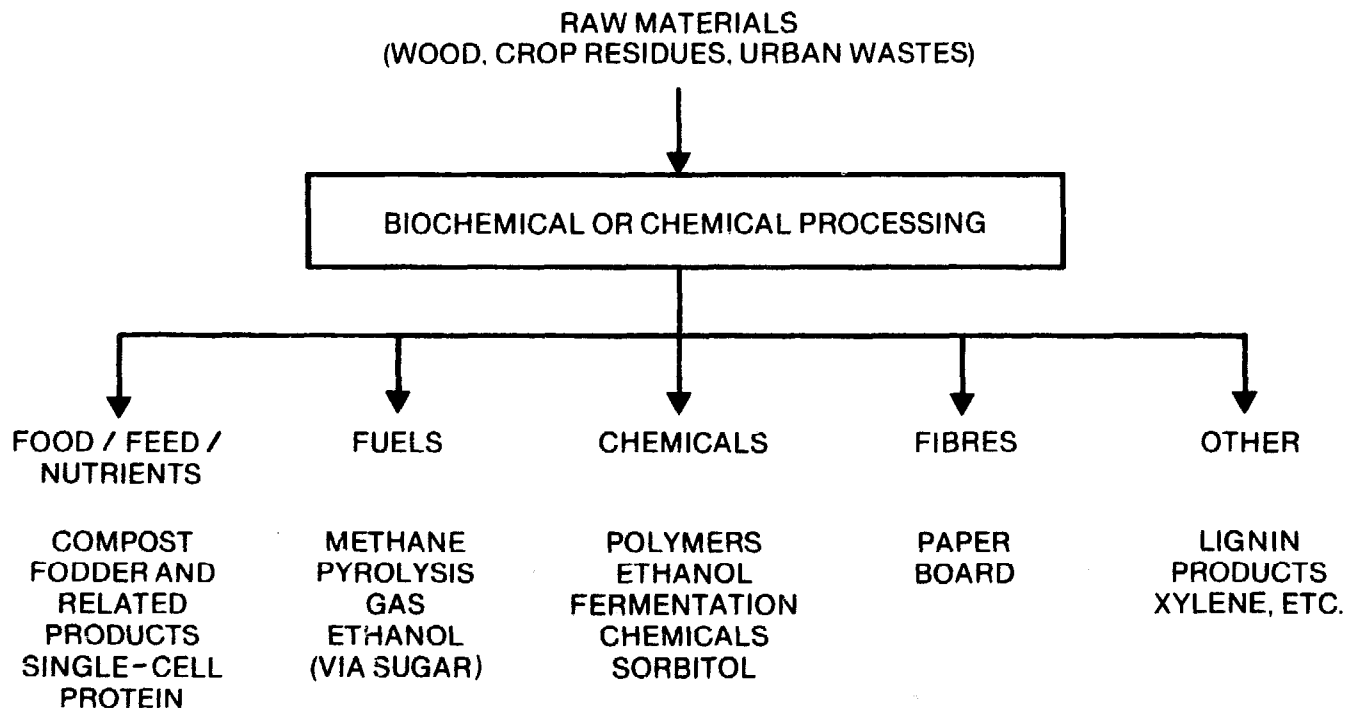 RAW MATERIALS
(WOOD, CROP RESIDUES, URBAN WASTES)
BIOCHEMICAL OR CHEMICAL PROCESSING
FOOD / FEED /
NUTRIENTS
COMPOST
FODDER AND
RELATED
PRODUCTS
SINGLE-CELL
PROTEIN
FUELS
METHANE
PYROLYSIS
GAS
ETHANOL
(VIA SUGAR)
CHEMICALS
POLYMERS
ETHANOL
FERMENTATION
CHEMICALS
SORBITOL
FIBRES
PAPER
BOARD
OTHER
LIGNIN
PRODUCTS
XYLENE, ETC.